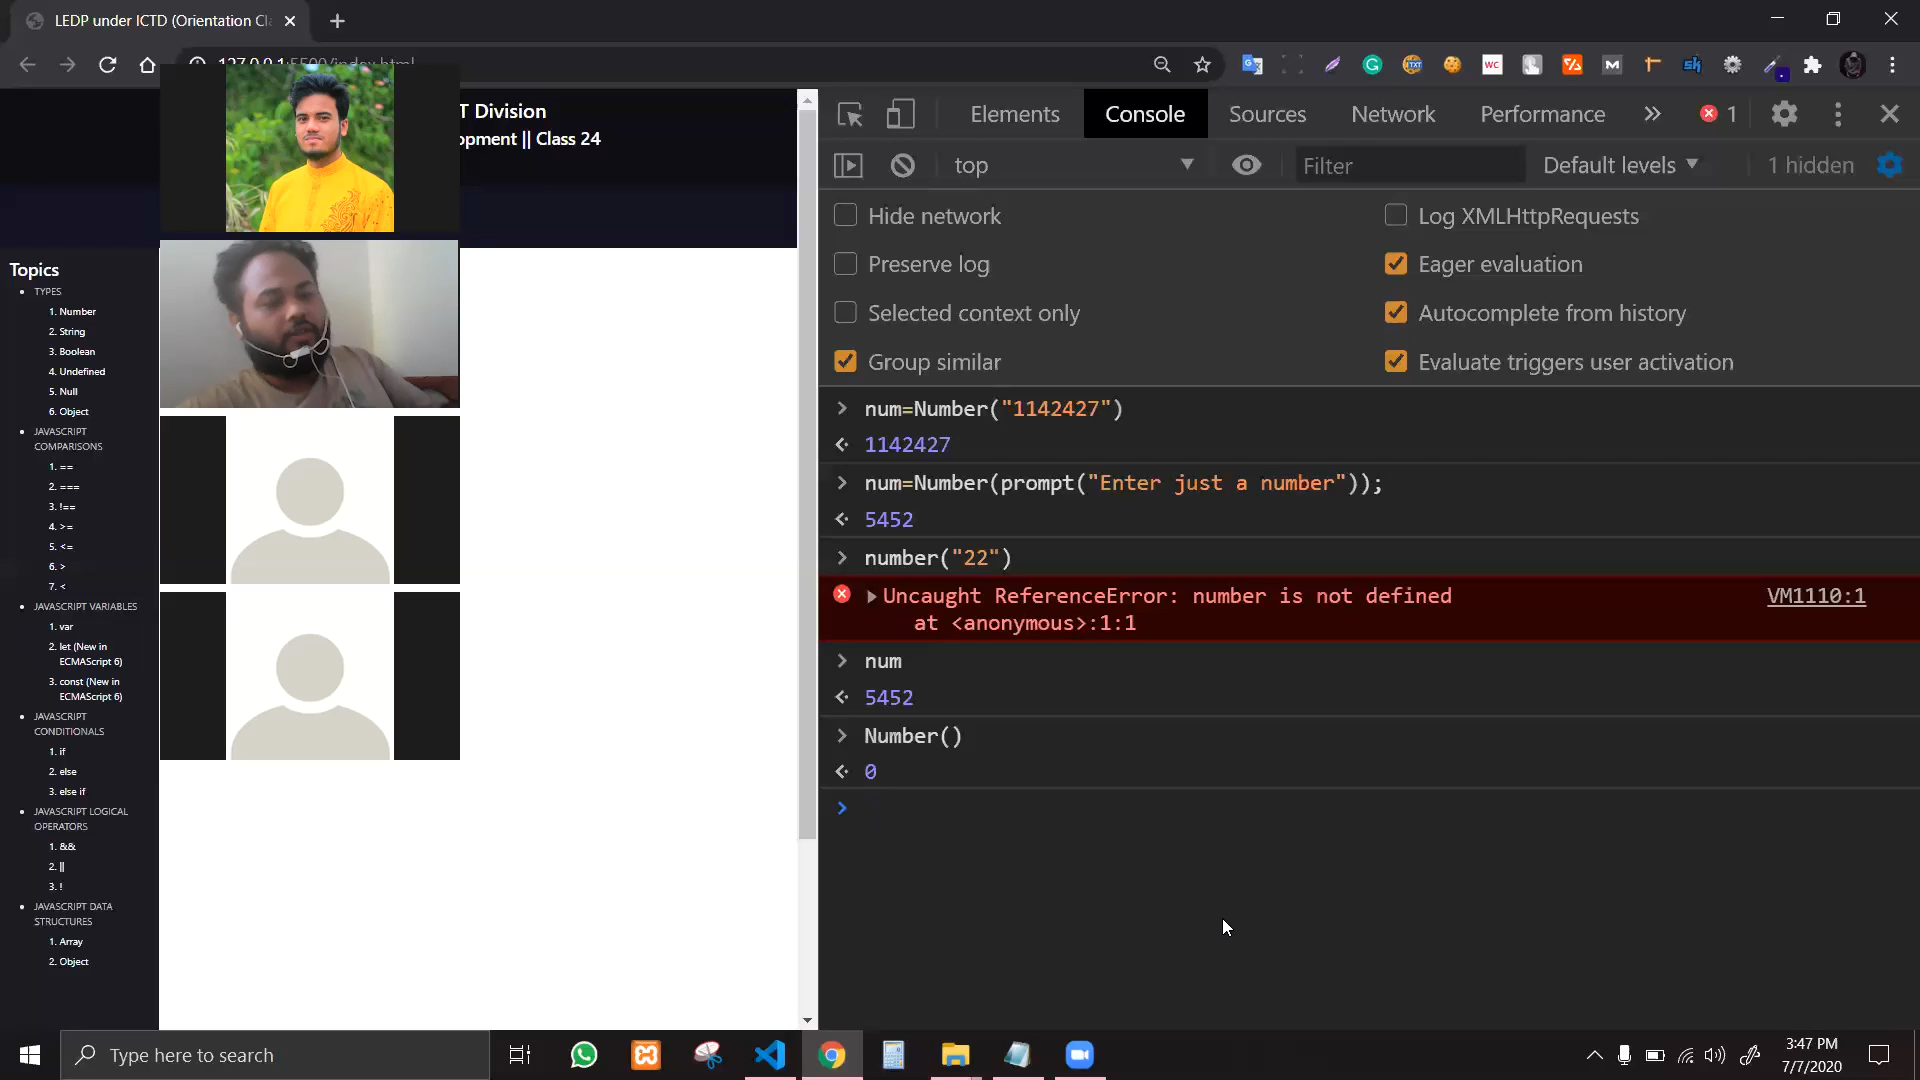 LEDP under ICTD (Orientation Cl
T Division
opment || Class 24
Topics
TYPES
1. Number
2. String
3. Boolean
4. Undefined
5. Null
6. Object
JAVASCRIPT
COMPARISONS
1. ==
2. ===
3. !==
4. >=
5. <=
6. >
7. <
JAVASCRIPT VARIABLES
1. var
2. let (New in
ECMAScript 6)
3. const (New in
ECMAScript 6)
JAVASCRIPT
CONDITIONALS
1. if
2. else
3. else if
JAVASCRIPT LOGICAL
OPERATORS
1. &&
2. ||
3. !
JAVASCRIPT DATA
STRUCTURES
1. Array
2. Object
Elements Console Sources Network Performance 1
top Filter Default levels 1 hidden
Hide network Log XMLHttpRequests
Preserve log Eager evaluation
Selected context only Autocomplete from history
Group similar Evaluate triggers user activation
> num=Number("1142427")
1142427
> num=Number(prompt("Enter just a number"));
5452
> number("22")
Uncaught ReferenceError: number is not defined VM1110:1
at <anonymous>:1:1
> num
5452
> Number()
0
>
Type here to search
3:47 PM
7/7/2020